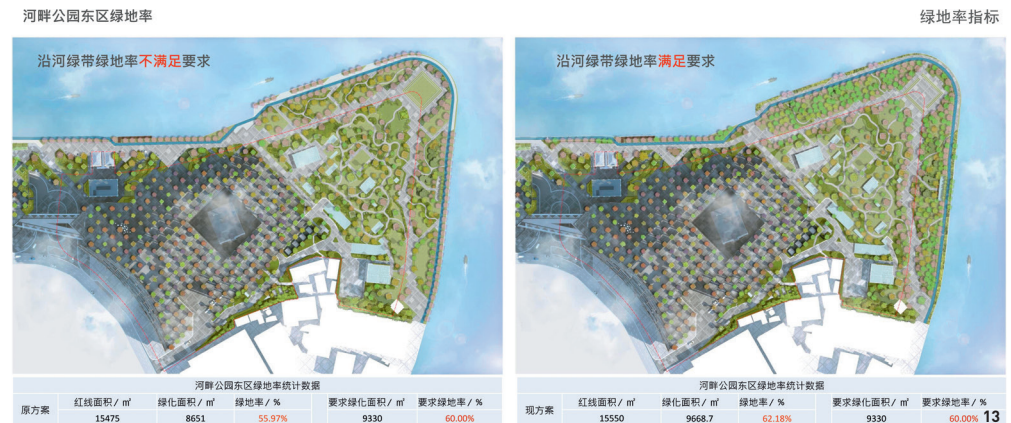 河畔公园东区绿地率
绿地率指标
沿河绿带绿地率不满足要求
沿河绿带绿地率满足要求
河畔公园东区绿地率统计数据
原方案 红线面积/㎡ 绿化面积/㎡ 绿地率/% 要求绿化面积/㎡ 要求绿地率/%
15475 8651 55.97% 9330 60.00%
河畔公园东区绿地率统计数据
现方案 红线面积/㎡ 绿化面积/㎡ 绿地率/% 要求绿化面积/㎡ 要求绿地率/%
15550 9668.7 62.18% 9330 60.00%
13